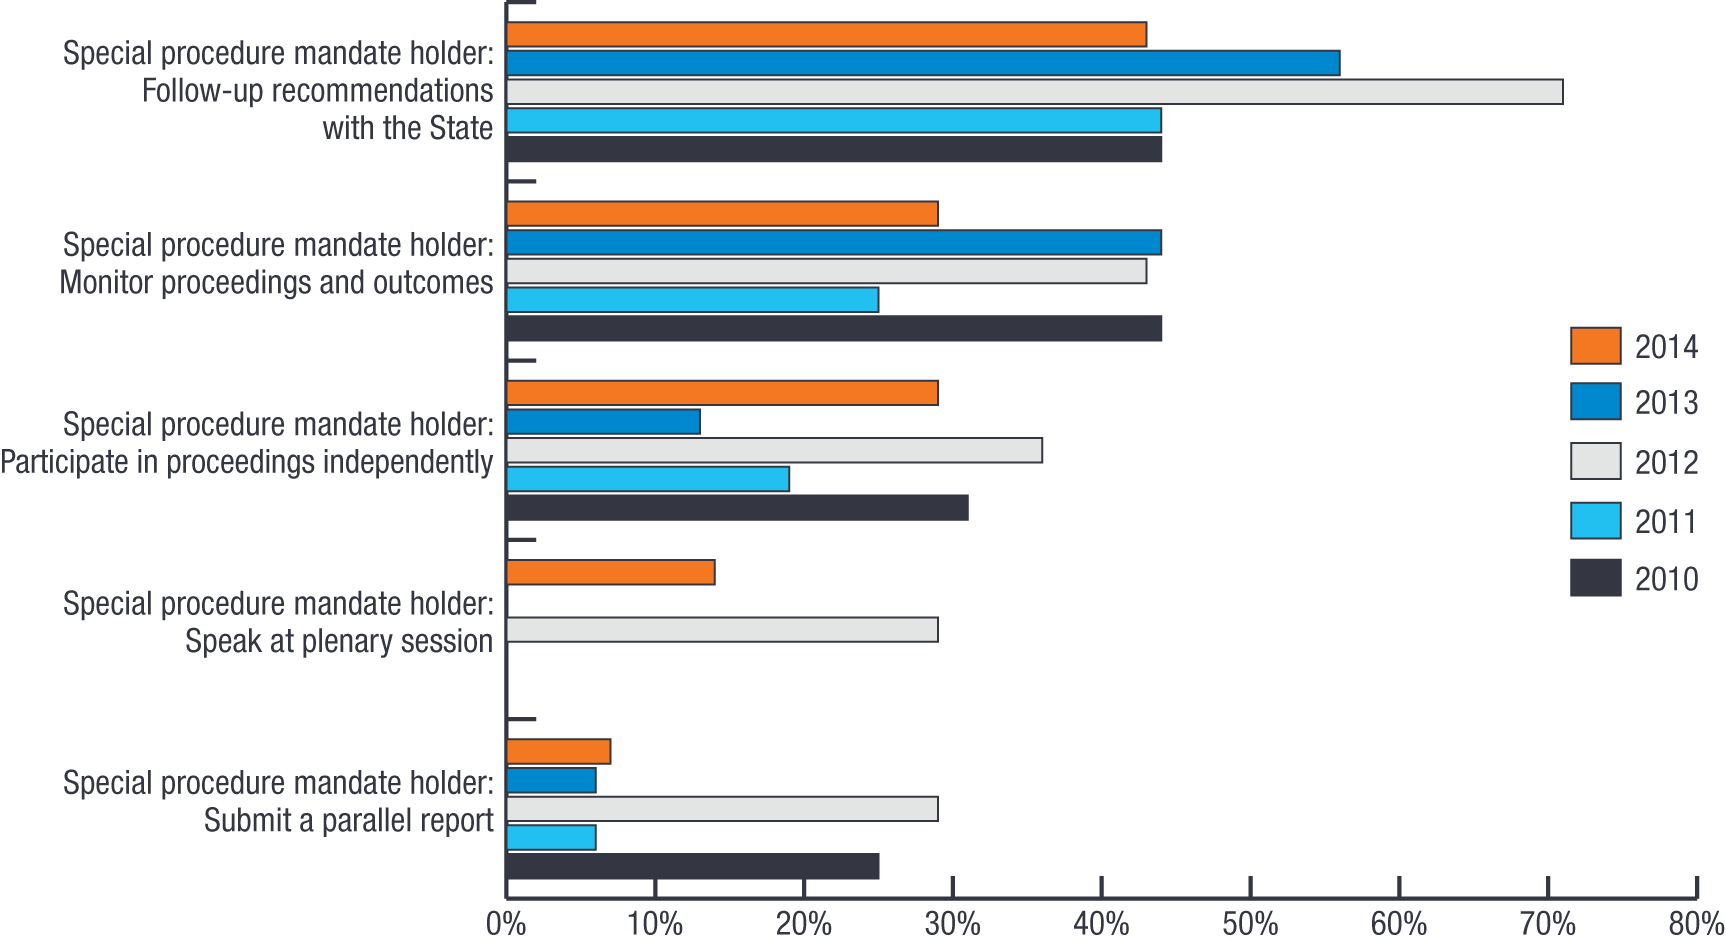 Special procedure mandate holder:
Follow-up recommendations
with the State
Special procedure mandate holder:
Monitor proceedings and outcomes
Special procedure mandate holder:
Participate in proceedings independently
Special procedure mandate holder:
Speak at plenary session
Special procedure mandate holder:
Submit a parallel report
2014
2013
2012
2011
2010
0% 10% 20% 30% 40% 50% 60% 70% 80%